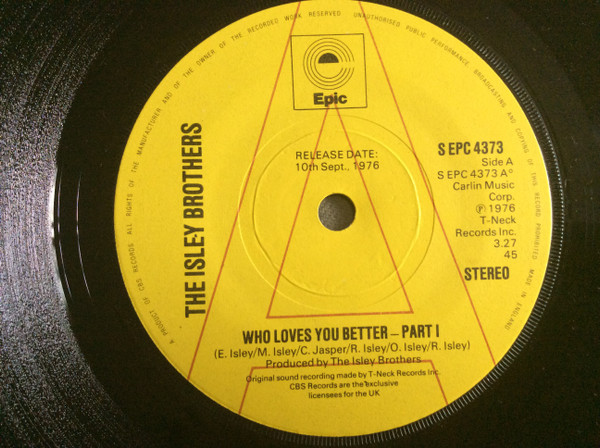 A PRODUCT OF CBS RECORDS ALL RIGHTS OF THE MANUFACTURER AND OF THE OWNER OF THE RECORDED WORK RESERVED UNAUTHORISED PUBLIC PERFORMANCE, BROADCASTING AND COPYING OF THIS RECORD PROHIBITED MADE IN ENGLAND
Epic
THE ISLEY BROTHERS
RELEASE DATE:
10th Sept., 1976
S EPC 4373
Side A
S EPC 4373 A°
Carlin Music
Corp.
℗ 1976
T-Neck
Records Inc.
3.27
45
STEREO
WHO LOVES YOU BETTER – PART I
(E. Isley/M. Isley/C. Jasper/R. Isley/O. Isley/R. Isley)
Produced by The Isley Brothers
Original sound recording made by T-Neck Records Inc.
CBS Records are the exclusive
licensees for the UK
A